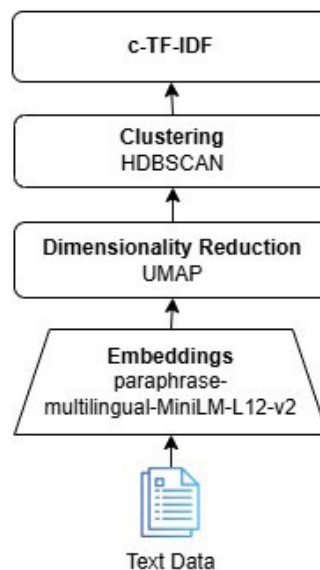 c-TF-IDF
Clustering
HDBSCAN
Dimensionality Reduction
UMAP
Embeddings
paraphrase-
multilingual-MiniLM-L12-v2
Text Data